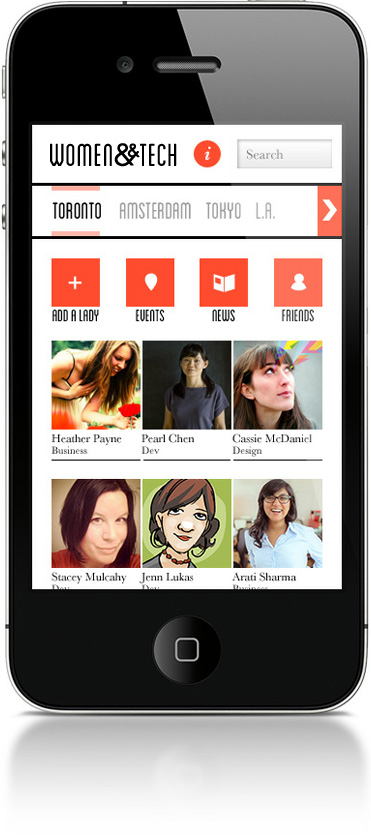 WOMEN&&TECH i Search
TORONTO AMSTERDAM TOKYO L.A.
ADD A LADY EVENTS NEWS FRIENDS
Heather Payne Pearl Chen Cassie McDaniel
Business Dev Design
Stacey Mulcahy Jenn Lukas Arati Sharma
Dev Dev Business